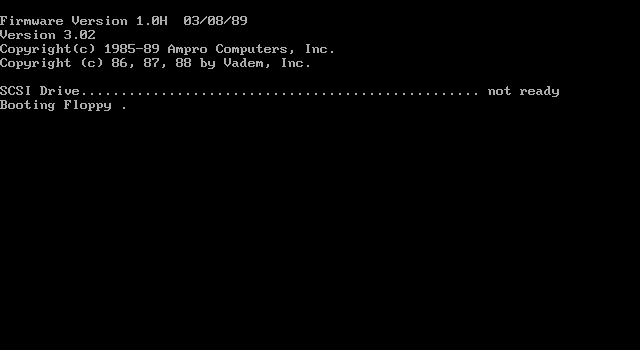 Firmware Version 1.0H  03/08/89
Version 3.02
Copyright(c) 1985-89 Ampro Computers, Inc.
Copyright (c) 86, 87, 88 by Vadem, Inc.
SCSI Drive.................................................. not ready
Booting Floppy .